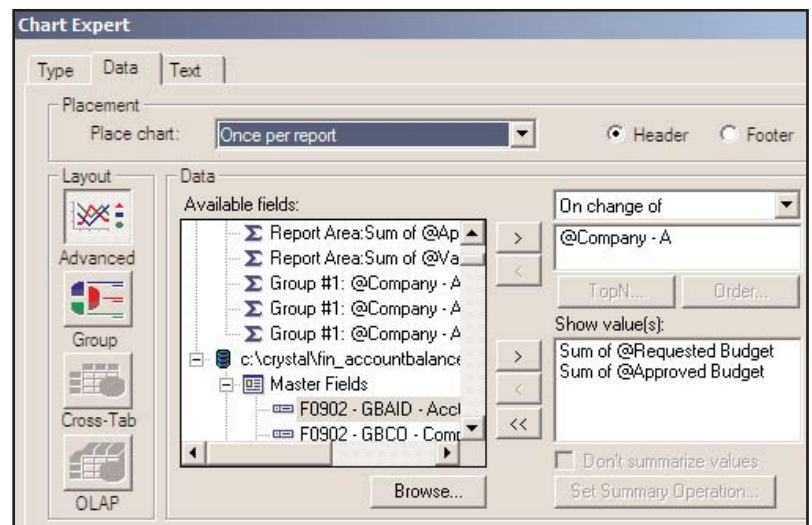 Chart Expert
Type Data Text
Placement
Place chart: Once per report Header Footer
Layout
Advanced
Group
Cross-Tab
OLAP
Data
Available fields:
Report Area:Sum of @Ap
Report Area:Sum of @Va
Group #1: @Company - A
Group #1: @Company - A
Group #1: @Company - A
c:\crystal\fin_accountbalance
Master Fields
F0902 - GBAID - Acc
F0902 - GBCO - Com
Browse...
>
<
On change of
@Company - A
TopN... Order...
Show value(s):
>
<
<<
Sum of @Requested Budget
Sum of @Approved Budget
Don't summarize values
Set Summary Operation...